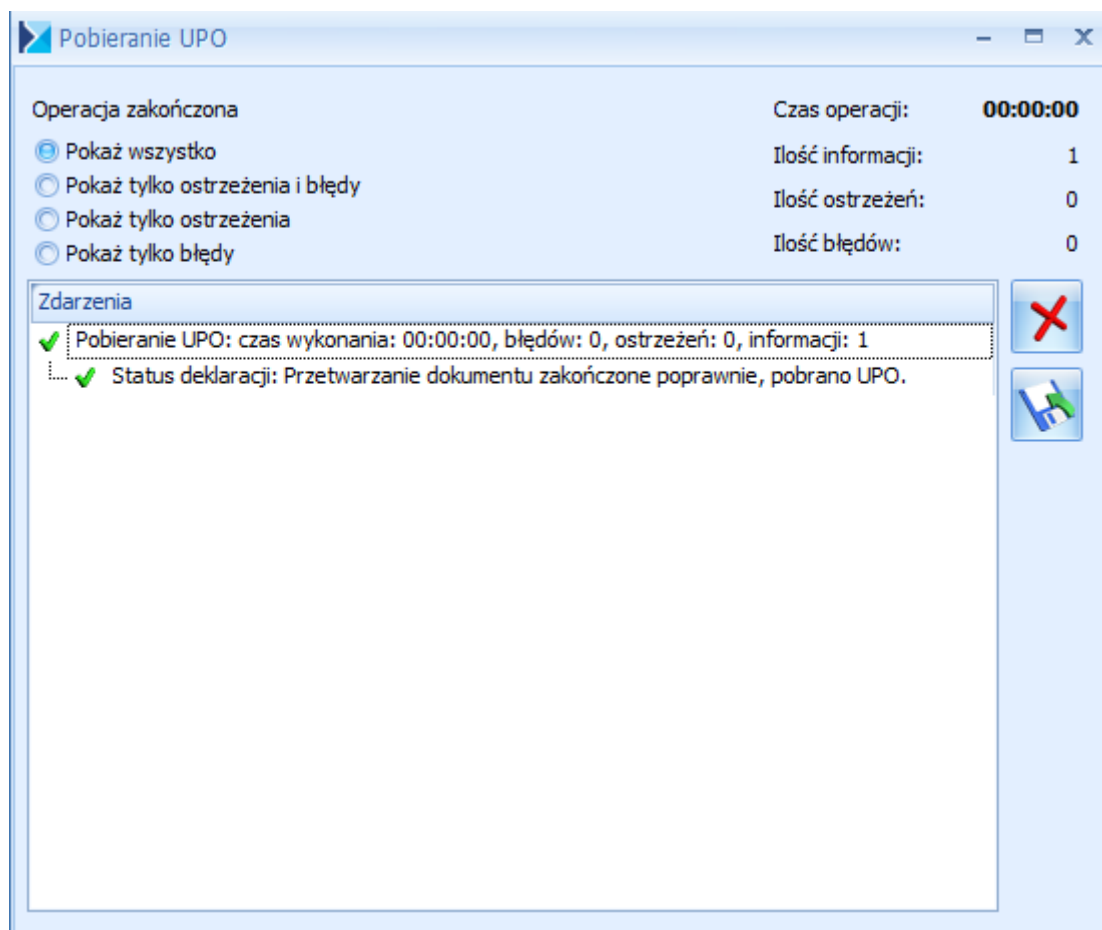 Pobieranie UPO
Operacja zakończona
Czas operacji: 00:00:00
Pokaż wszystko
Ilość informacji: 1
Pokaż tylko ostrzeżenia i błędy
Ilość ostrzeżeń: 0
Pokaż tylko ostrzeżenia
Ilość błędów: 0
Pokaż tylko błędy
Zdarzenia
Pobieranie UPO: czas wykonania: 00:00:00, błędów: 0, ostrzeżeń: 0, informacji: 1
Status deklaracji: Przetwarzanie dokumentu zakończone poprawnie, pobrano UPO.